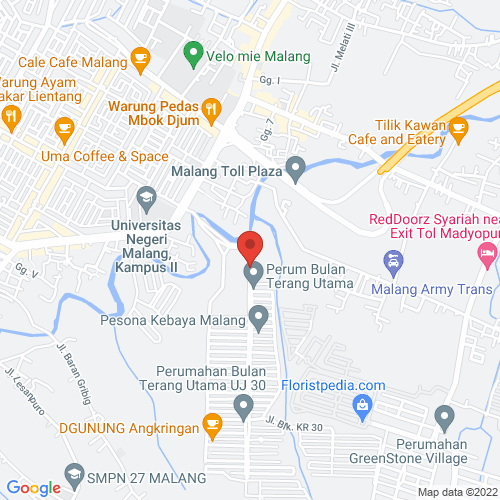 Jl. Melati III
Velo mie Malang
Cale Cafe Malang
Gg. I
Warung Ayam
akar Lientang
Warung Pedas
Mbok Djum
Gg. 7
Tilik Kawan
Cafe and Eatery
Uma Coffee & Space
Malang Toll Plaza
Universitas
Negeri
Malang,
Kampus II
RedDoorz Syariah nea
Exit Tol Madyopur
Gg. V
Perum Bulan
Terang Utama
Malang Army Trans
Pesona Kebaya Malang
Jl. Baran Gribig
Jl. Lesanpuro
Perumahan Bulan
Terang Utama UJ 30
Floristpedia.com
DGUNUNG Angkringan
Jl. Blk. KR 30
Perumahan
GreenStone Village
SMPN 27 MALANG
Google
Map data ©2022